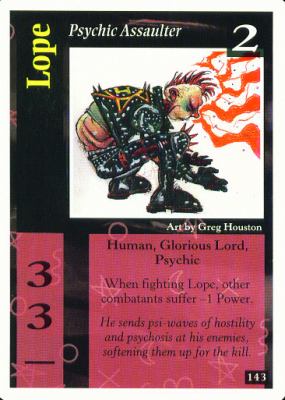 Lope
Psychic Assaulter
2
Art by Greg Houston
Human, Glorious Lord,
Psychic
3
3
When fighting Lope, other
combatants suffer –1 Power.
He sends psi-waves of hostility
and psychosis at his enemies,
softening them up for the kill.
143